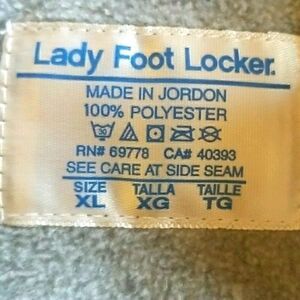 Lady Foot Locker.
MADE IN JORDON
100% POLYESTER
30
RN# 69778 CA# 40393
SEE CARE AT SIDE SEAM
SIZE TALLA TAILLE
XL XG TG